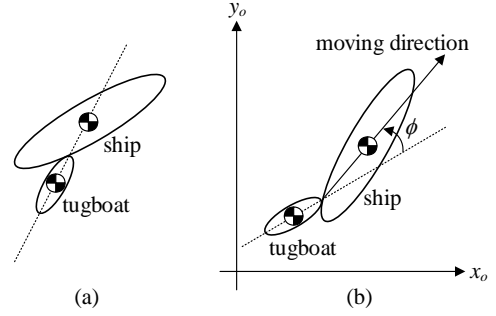 ship
tugboat
(a)
y_o
moving direction
ϕ
ship
tugboat
x_o
(b)